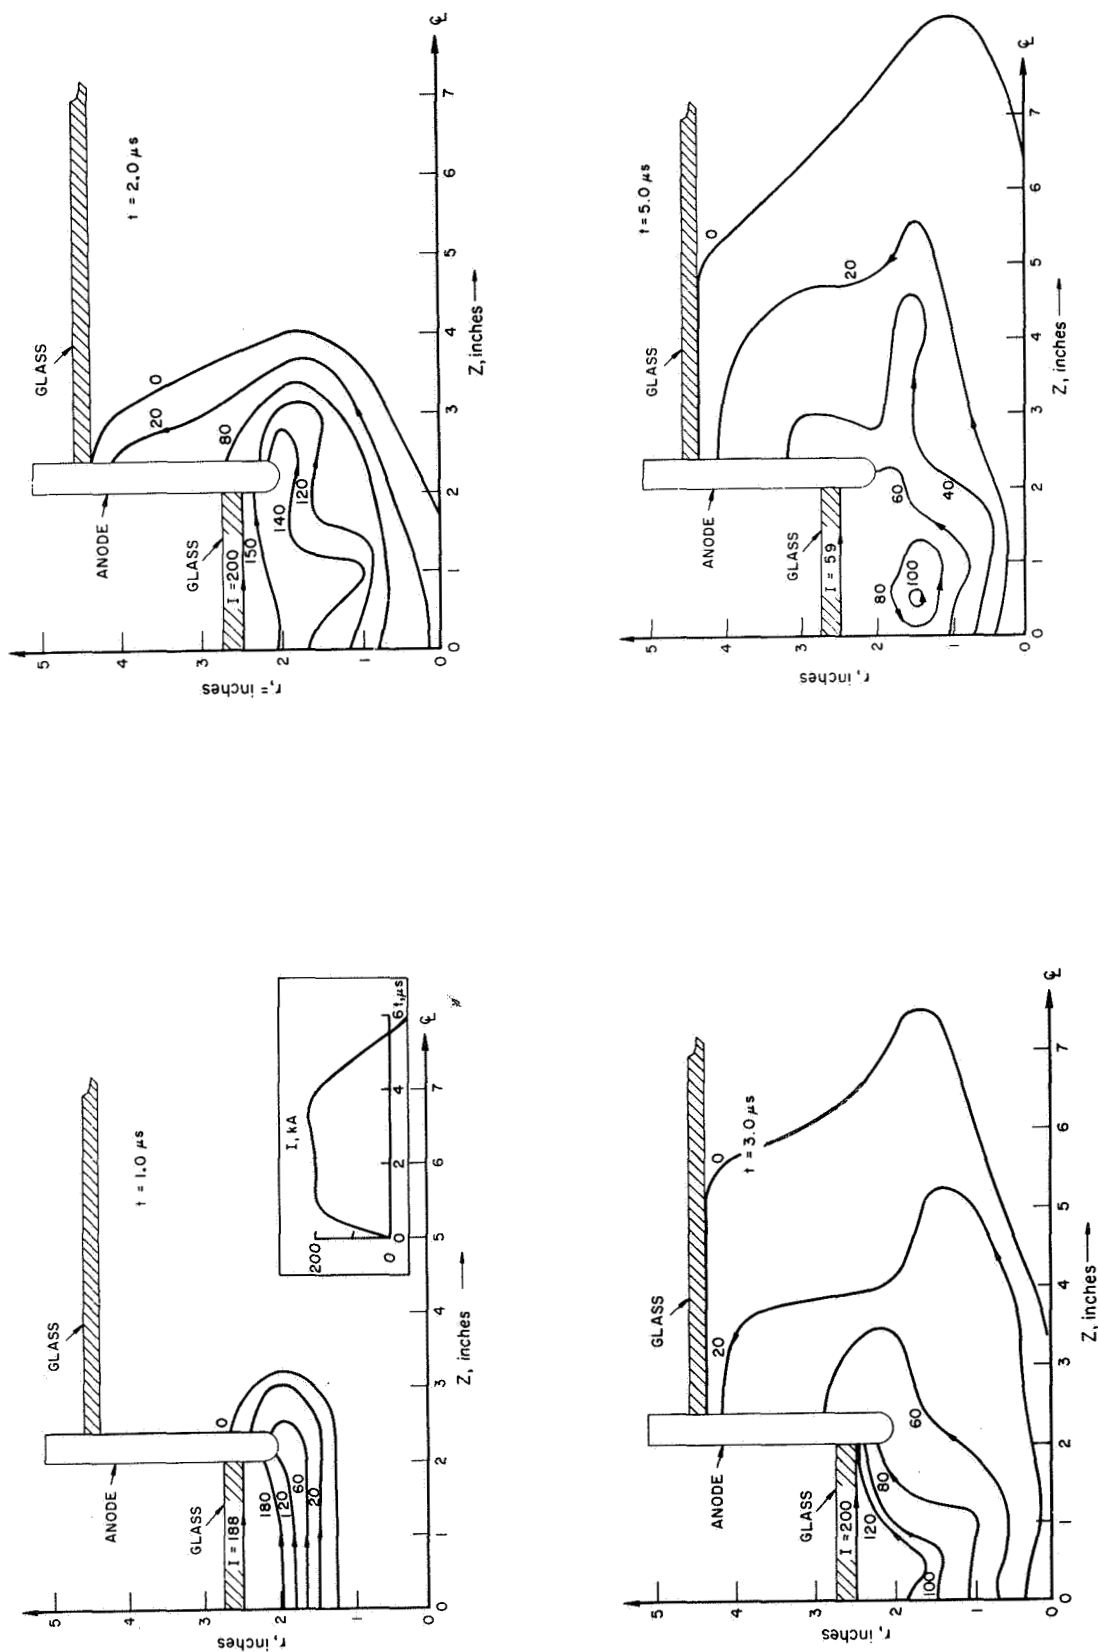 t = 1.0 μs
GLASS
ANODE
GLASS
I = 188
0
180
120
60
20
r, inches
5
4
3
2
1
0
0
1
2
3
4
5
6
7
℄
Z, inches
I, kA
200
0
0
2
4
6
t, μs
t = 2.0 μs
GLASS
ANODE
GLASS
I = 200
0
20
80
150
140
120
r,= inches
5
4
3
2
1
0
0
1
2
3
4
5
6
7
℄
Z, inches
t = 3.0 μs
GLASS
ANODE
GLASS
I = 200
0
20
60
80
120
100
r, inches
5
4
3
2
1
0
0
1
2
3
4
5
6
7
℄
Z, inches
t = 5.0 μs
GLASS
ANODE
GLASS
I = 59
0
20
40
60
80
100
r, inches
5
4
3
2
1
0
0
1
2
3
4
5
6
7
℄
Z, inches